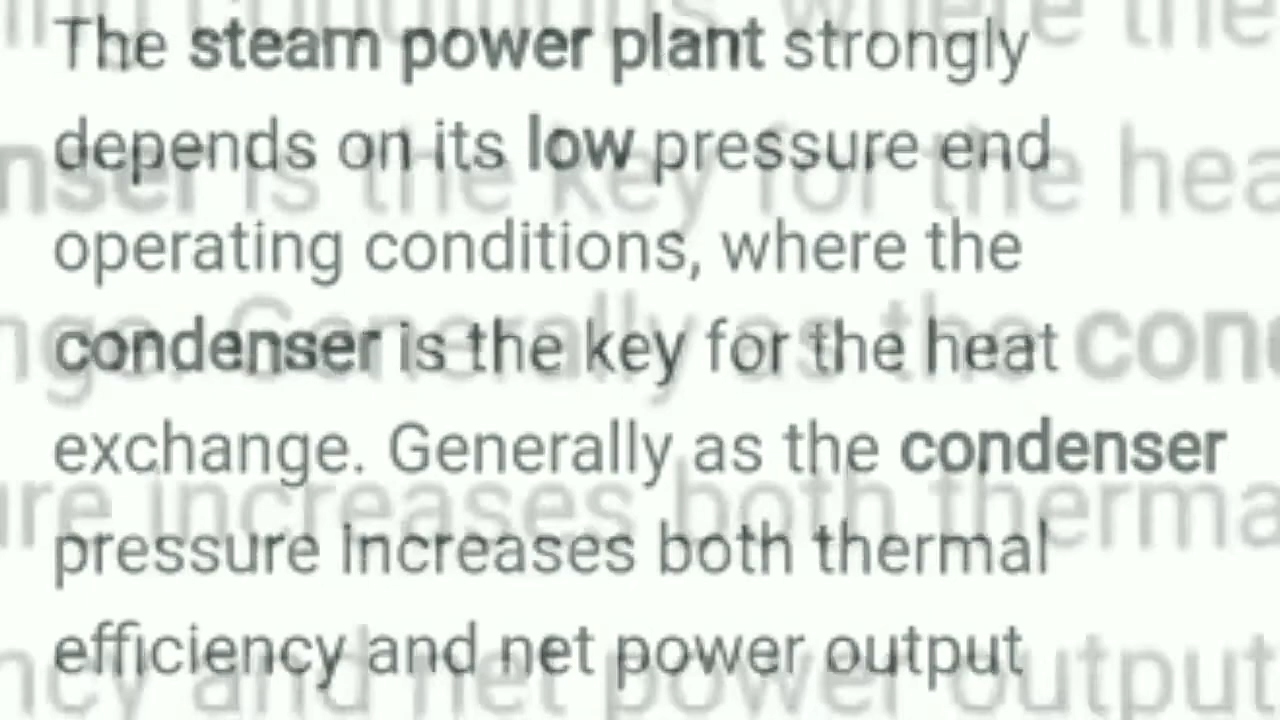 The steam power plant strongly
depends on its low pressure end
operating conditions, where the
condenser is the key for the heat
exchange. Generally as the condenser
pressure increases both thermal
efficiency and net power output